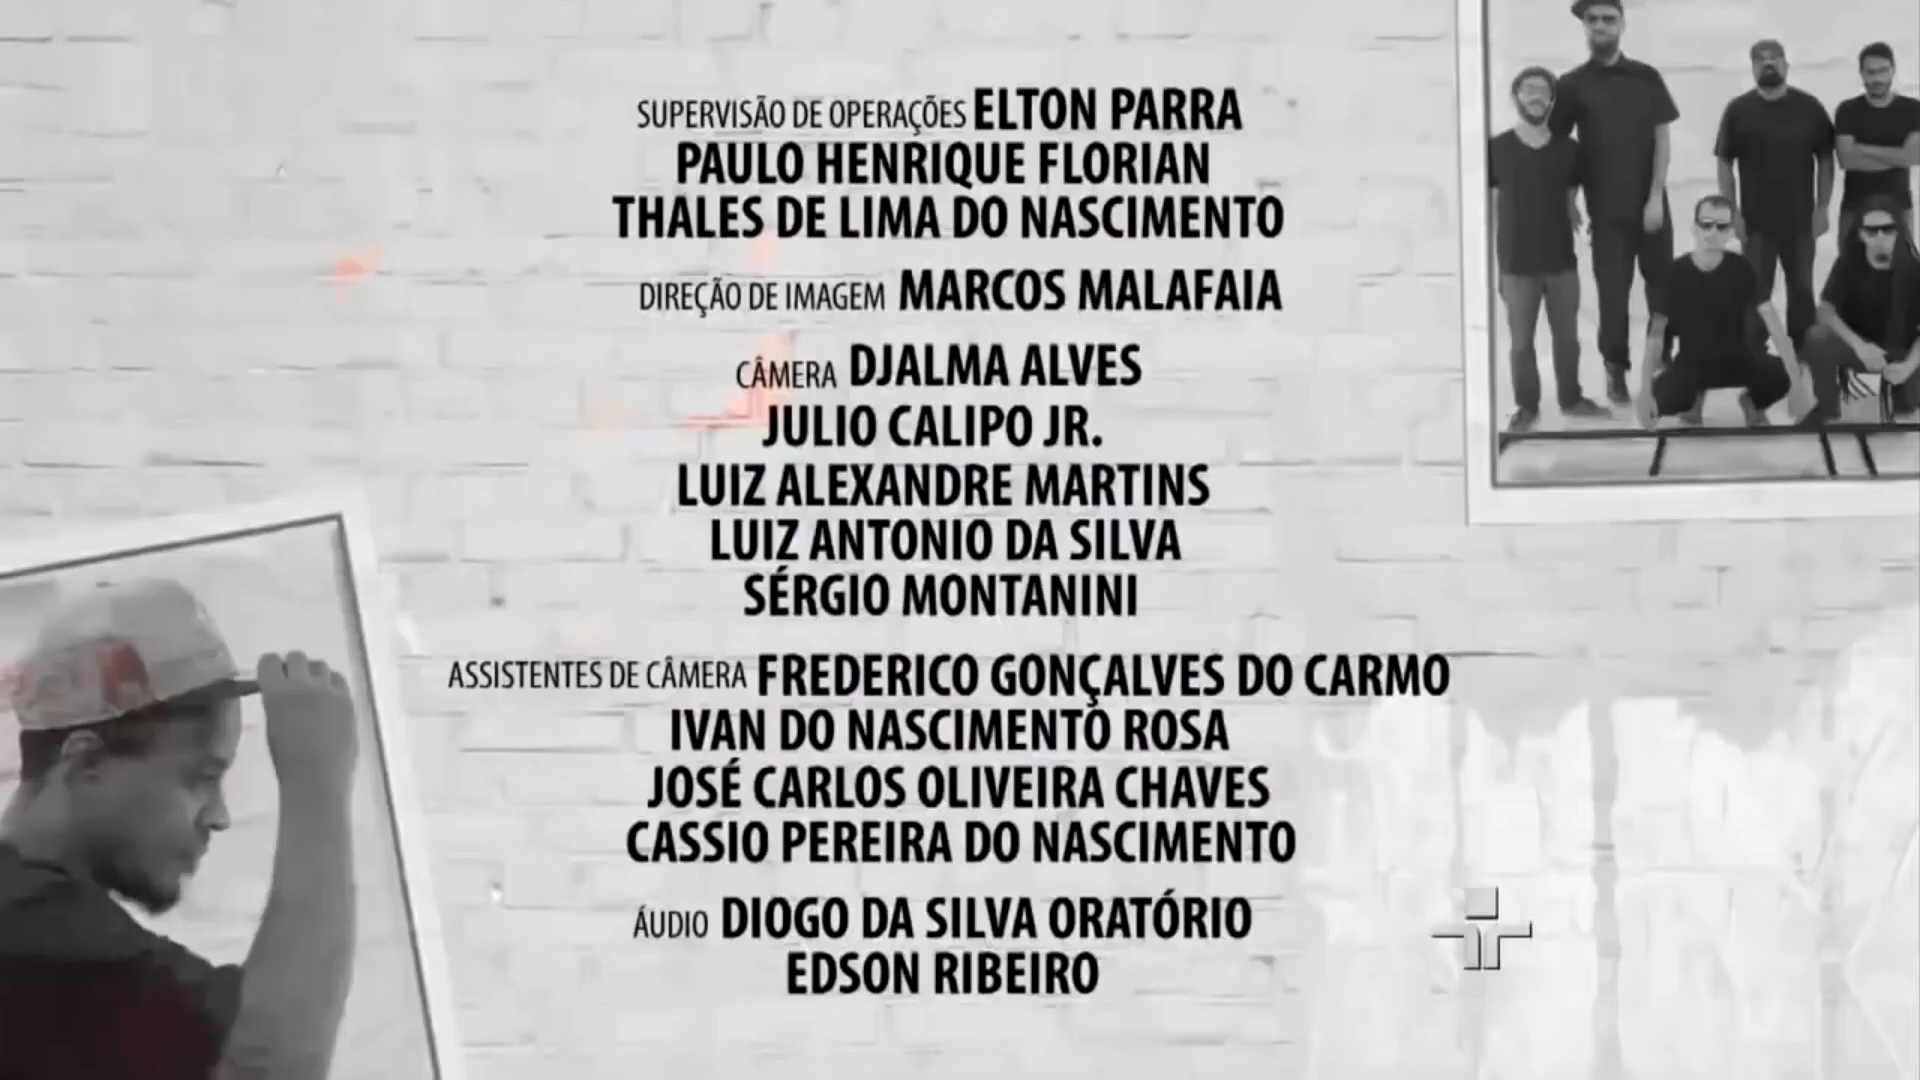 SUPERVISÃO DE OPERAÇÕES ELTON PARRA
PAULO HENRIQUE FLORIAN
THALES DE LIMA DO NASCIMENTO
DIREÇÃO DE IMAGEM MARCOS MALAFAIA
CÂMERA DJALMA ALVES
JULIO CALIPO JR.
LUIZ ALEXANDRE MARTINS
LUIZ ANTONIO DA SILVA
SÉRGIO MONTANINI
ASSISTENTES DE CÂMERA FREDERICO GONÇALVES DO CARMO
IVAN DO NASCIMENTO ROSA
JOSÉ CARLOS OLIVEIRA CHAVES
CASSIO PEREIRA DO NASCIMENTO
ÁUDIO DIOGO DA SILVA ORATÓRIO
EDSON RIBEIRO